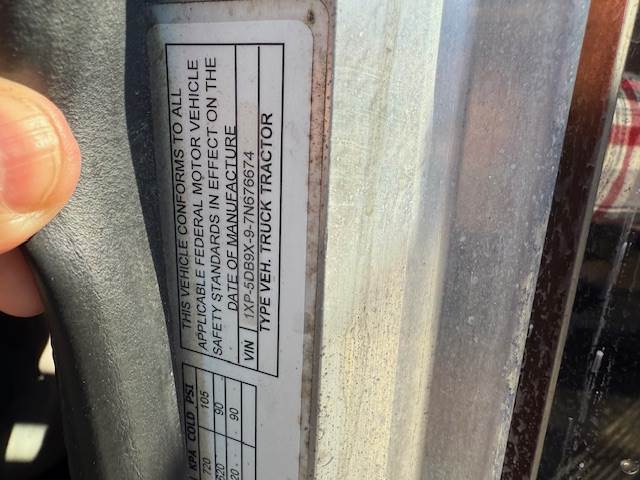 THIS VEHICLE CONFORMS TO ALL
APPLICABLE FEDERAL MOTOR VEHICLE
SAFETY STANDARDS IN EFFECT ON THE
DATE OF MANUFACTURE
VIN 1XP-5DB9X-9-7N676674
TYPE VEH. TRUCK TRACTOR
KPA COLD PSI
720 105
620 90
20 90